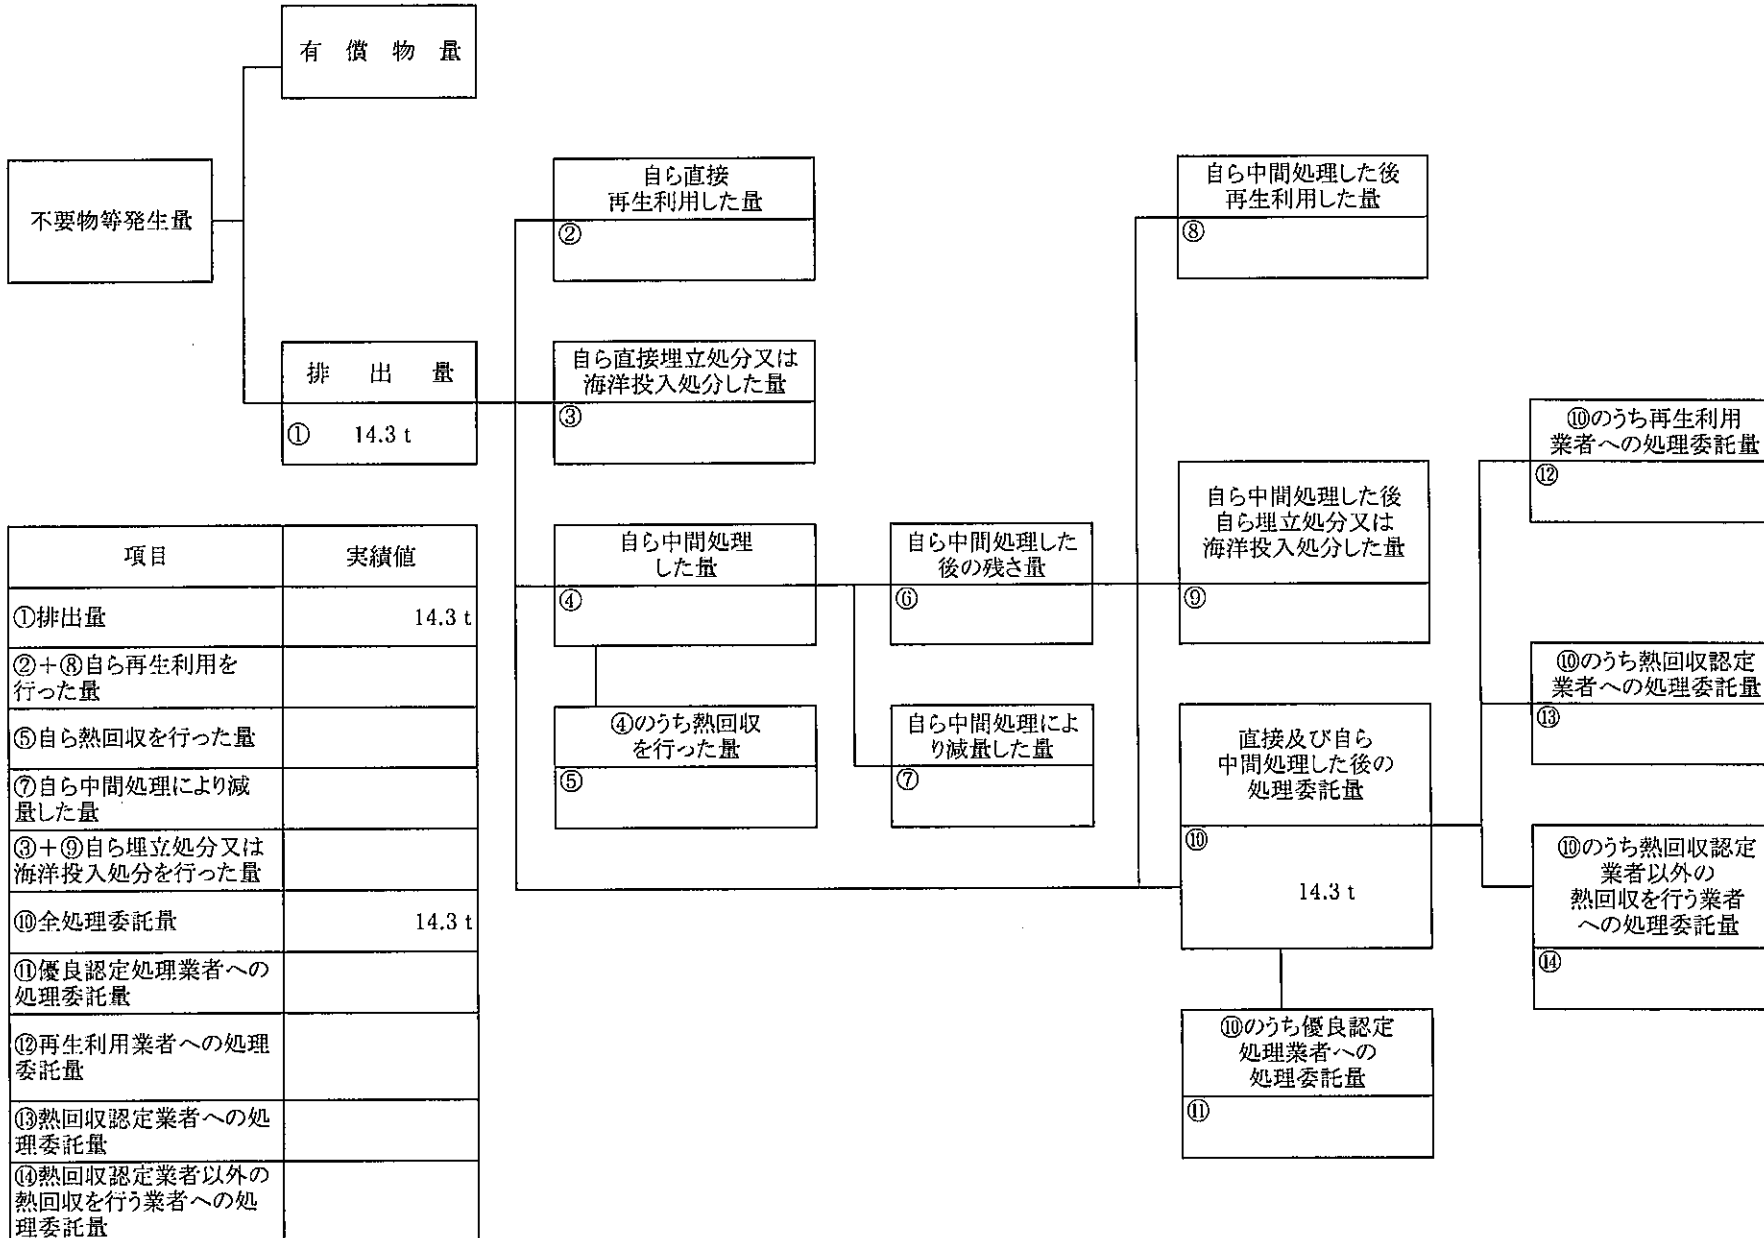 有償物量
不要物等発生量
排出量
① 14.3 t
自ら直接
再生利用した量
②
自ら直接埋立処分又は
海洋投入処分した量
③
自ら中間処理
した量
④
④のうち熱回収
を行った量
⑤
自ら中間処理した
後の残さ量
⑥
自ら中間処理によ
り減量した量
⑦
自ら中間処理した後
再生利用した量
⑧
自ら中間処理した後
自ら埋立処分又は
海洋投入処分した量
⑨
直接及び自ら
中間処理した後の
処理委託量
⑩
14.3 t
⑩のうち優良認定
処理業者への
処理委託量
⑪
⑩のうち再生利用
業者への処理委託量
⑫
⑩のうち熱回収認定
業者への処理委託量
⑬
⑩のうち熱回収認定
業者以外の
熱回収を行う業者
への処理委託量
⑭
項目 実績値
①排出量 14.3 t
②+⑧自ら再生利用を
行った量
⑤自ら熱回収を行った量
⑦自ら中間処理により減
量した量
③+⑨自ら埋立処分又は
海洋投入処分を行った量
⑩全処理委託量 14.3 t
⑪優良認定処理業者への
処理委託量
⑫再生利用業者への処理
委託量
⑬熱回収認定業者への処
理委託量
⑭熱回収認定業者以外の
熱回収を行う業者への処
理委託量